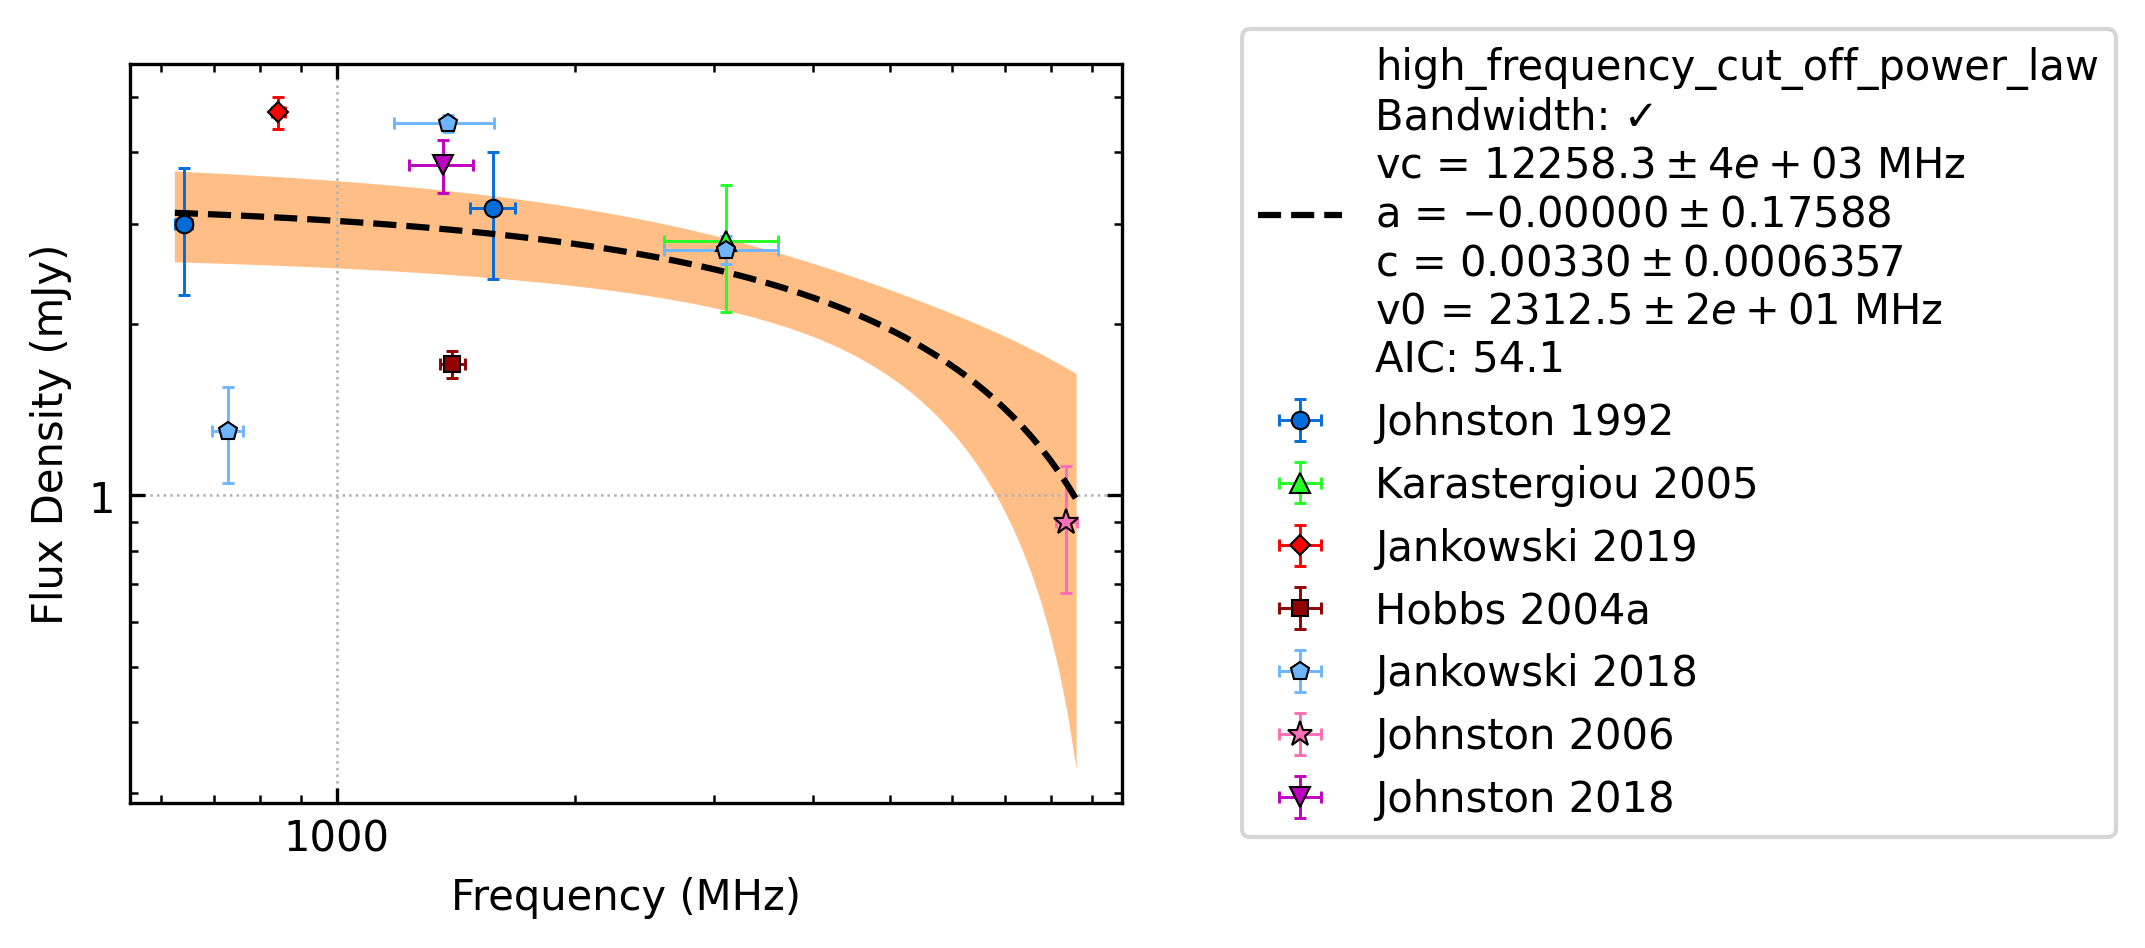 Flux Density (mJy)
1
1000
Frequency (MHz)
high_frequency_cut_off_power_law
Bandwidth: ✓
vc = 12258.3 ± 4e + 03 MHz
a = −0.00000 ± 0.17588
c = 0.00330 ± 0.0006357
v0 = 2312.5 ± 2e + 01 MHz
AIC: 54.1
Johnston 1992
Karastergiou 2005
Jankowski 2019
Hobbs 2004a
Jankowski 2018
Johnston 2006
Johnston 2018